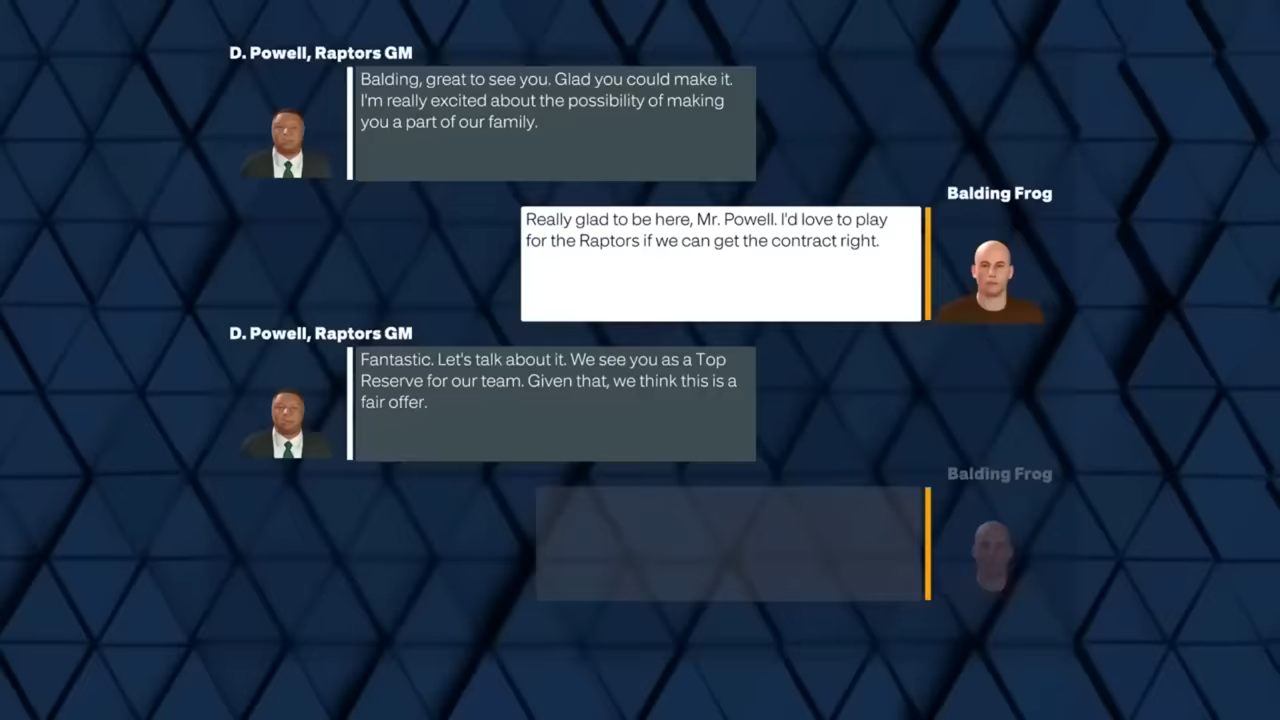 D. Powell, Raptors GM
Balding, great to see you. Glad you could make it.
I'm really excited about the possibility of making
you a part of our family.
Balding Frog
Really glad to be here, Mr. Powell. I'd love to play
for the Raptors if we can get the contract right.
D. Powell, Raptors GM
Fantastic. Let's talk about it. We see you as a Top
Reserve for our team. Given that, we think this is a
fair offer.
Balding Frog